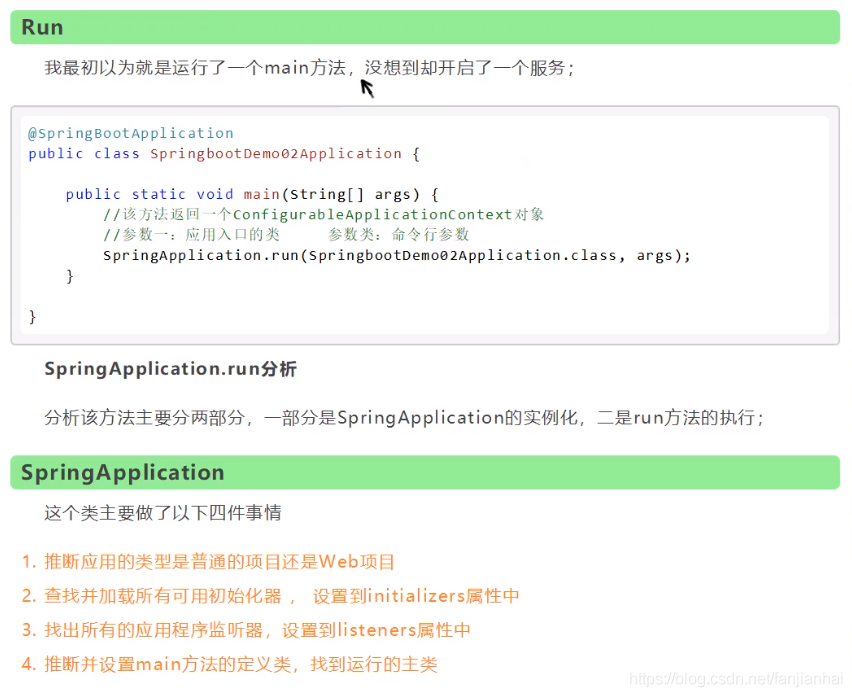 Run
我最初以为就是运行了一个main方法，没想到却开启了一个服务；
@SpringBootApplication
public class SpringbootDemo02Application {
public static void main(String[] args) {
//该方法返回一个ConfigurableApplicationContext对象
//参数一：应用入口的类 参数类：命令行参数
SpringApplication.run(SpringbootDemo02Application.class, args);
}
}
SpringApplication.run分析
分析该方法主要分两部分，一部分是SpringApplication的实例化，二是run方法的执行；
SpringApplication
这个类主要做了以下四件事情
1. 推断应用的类型是普通的项目还是Web项目
2. 查找并加载所有可用初始化器 ， 设置到initializers属性中
3. 找出所有的应用程序监听器，设置到listeners属性中
4. 推断并设置main方法的定义类，找到运行的主类
https://blog.csdn.net/fanjianhai